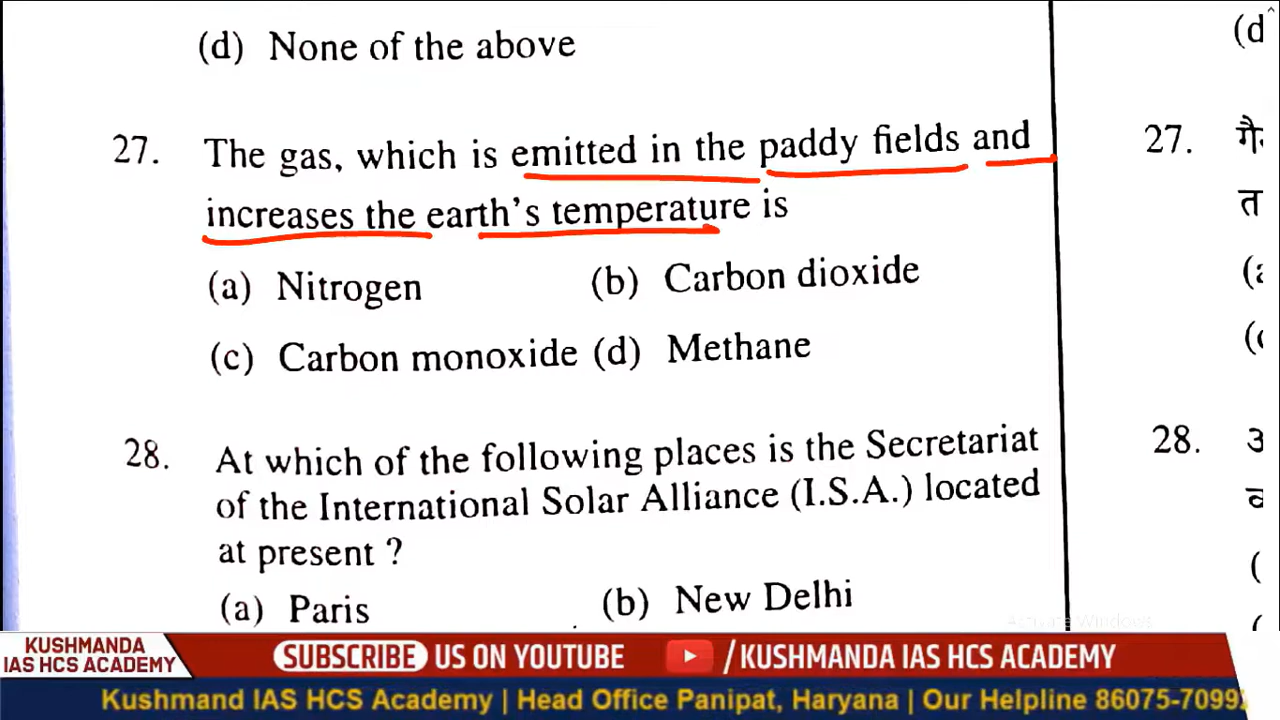 (d) None of the above
(d
27. The gas, which is emitted in the paddy fields and
increases the earth's temperature is
(a) Nitrogen (b) Carbon dioxide
(c) Carbon monoxide (d) Methane
27.
त
28. At which of the following places is the Secretariat
of the International Solar Alliance (I.S.A.) located
at present ?
(a) Paris (b) New Delhi
28.
KUSHMANDA
IAS HCS ACADEMY
SUBSCRIBE US ON YOUTUBE /KUSHMANDA IAS HCS ACADEMY
Kushmand IAS HCS Academy | Head Office Panipat, Haryana | Our Helpline 86075-7099